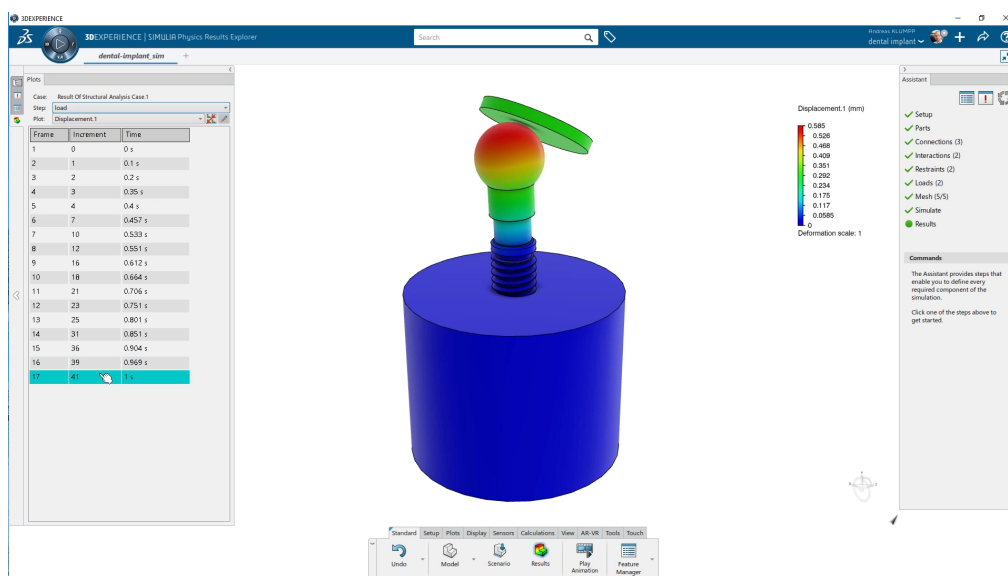 3DEXPERIENCE
3DEXPERIENCE | SIMULIA Physics Results Explorer
Search
Andreas KLUMPP
dental implant
dental-implant_sim
Plots
Case: Result Of Structural Analysis Case.1
Step: load
Plot: Displacement.1
Frame Increment Time
1 0 0 s
2 1 0.1 s
3 2 0.2 s
4 3 0.35 s
5 4 0.4 s
6 7 0.457 s
7 10 0.533 s
8 12 0.551 s
9 16 0.612 s
10 18 0.664 s
11 21 0.706 s
12 23 0.751 s
13 25 0.801 s
14 31 0.851 s
15 36 0.904 s
16 39 0.969 s
17 41 1 s
Displacement.1 (mm)
0.585
0.526
0.468
0.409
0.351
0.292
0.234
0.175
0.117
0.0585
0
Deformation scale: 1
Assistant
Setup
Parts
Connections (3)
Interactions (2)
Restraints (2)
Loads (2)
Mesh (5/5)
Simulate
Results
Commands
The Assistant provides steps that
enable you to define every
required component of the
simulation.
Click one of the steps above to
get started.
Standard Setup Plots Display Sensors Calculations View AR-VR Tools Touch
Undo
Model
Scenario
Results
Play
Animation
Feature
Manager